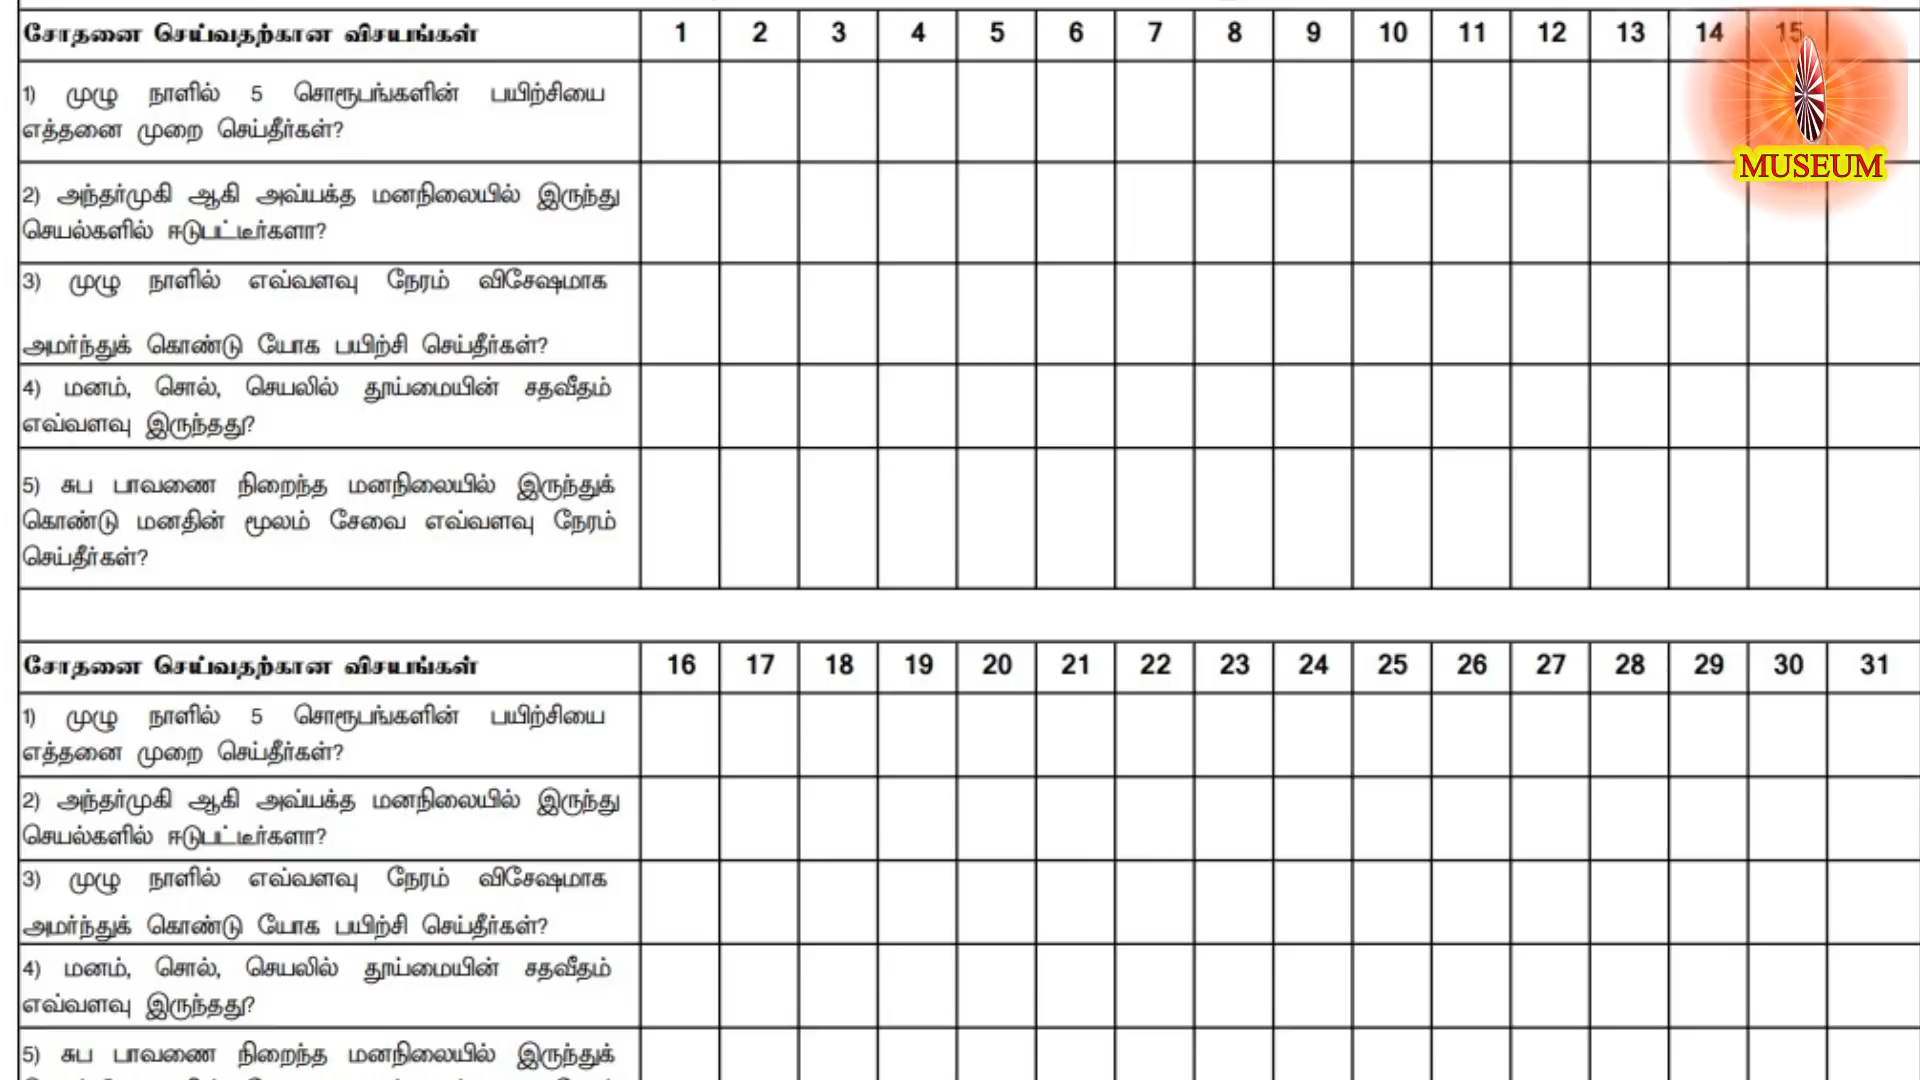 சோதனை செய்வதற்கான விசயங்கள் 1 2 3 4 5 6 7 8 9 10 11 12 13 14 15
1) முழு நாளில் 5 சொரூபங்களின் பயிற்சியை
எத்தனை முறை செய்தீர்கள்?
MUSEUM
2) அந்தர்முகி ஆகி அவ்யக்த மனநிலையில் இருந்து
செயல்களில் ஈடுபட்டீர்களா?
3) முழு நாளில் எவ்வளவு நேரம் விசேஷமாக
அமர்ந்துக் கொண்டு யோக பயிற்சி செய்தீர்கள்?
4) மனம், சொல், செயலில் தூய்மையின் சதவீதம்
எவ்வளவு இருந்தது?
5) சுப பாவணை நிறைந்த மனநிலையில் இருந்துக்
கொண்டு மனதின் மூலம் சேவை எவ்வளவு நேரம்
செய்தீர்கள்?
சோதனை செய்வதற்கான விசயங்கள் 16 17 18 19 20 21 22 23 24 25 26 27 28 29 30 31
1) முழு நாளில் 5 சொரூபங்களின் பயிற்சியை
எத்தனை முறை செய்தீர்கள்?
2) அந்தர்முகி ஆகி அவ்யக்த மனநிலையில் இருந்து
செயல்களில் ஈடுபட்டீர்களா?
3) முழு நாளில் எவ்வளவு நேரம் விசேஷமாக
அமர்ந்துக் கொண்டு யோக பயிற்சி செய்தீர்கள்?
4) மனம், சொல், செயலில் தூய்மையின் சதவீதம்
எவ்வளவு இருந்தது?
5) சுப பாவணை நிறைந்த மனநிலையில் இருந்துக்